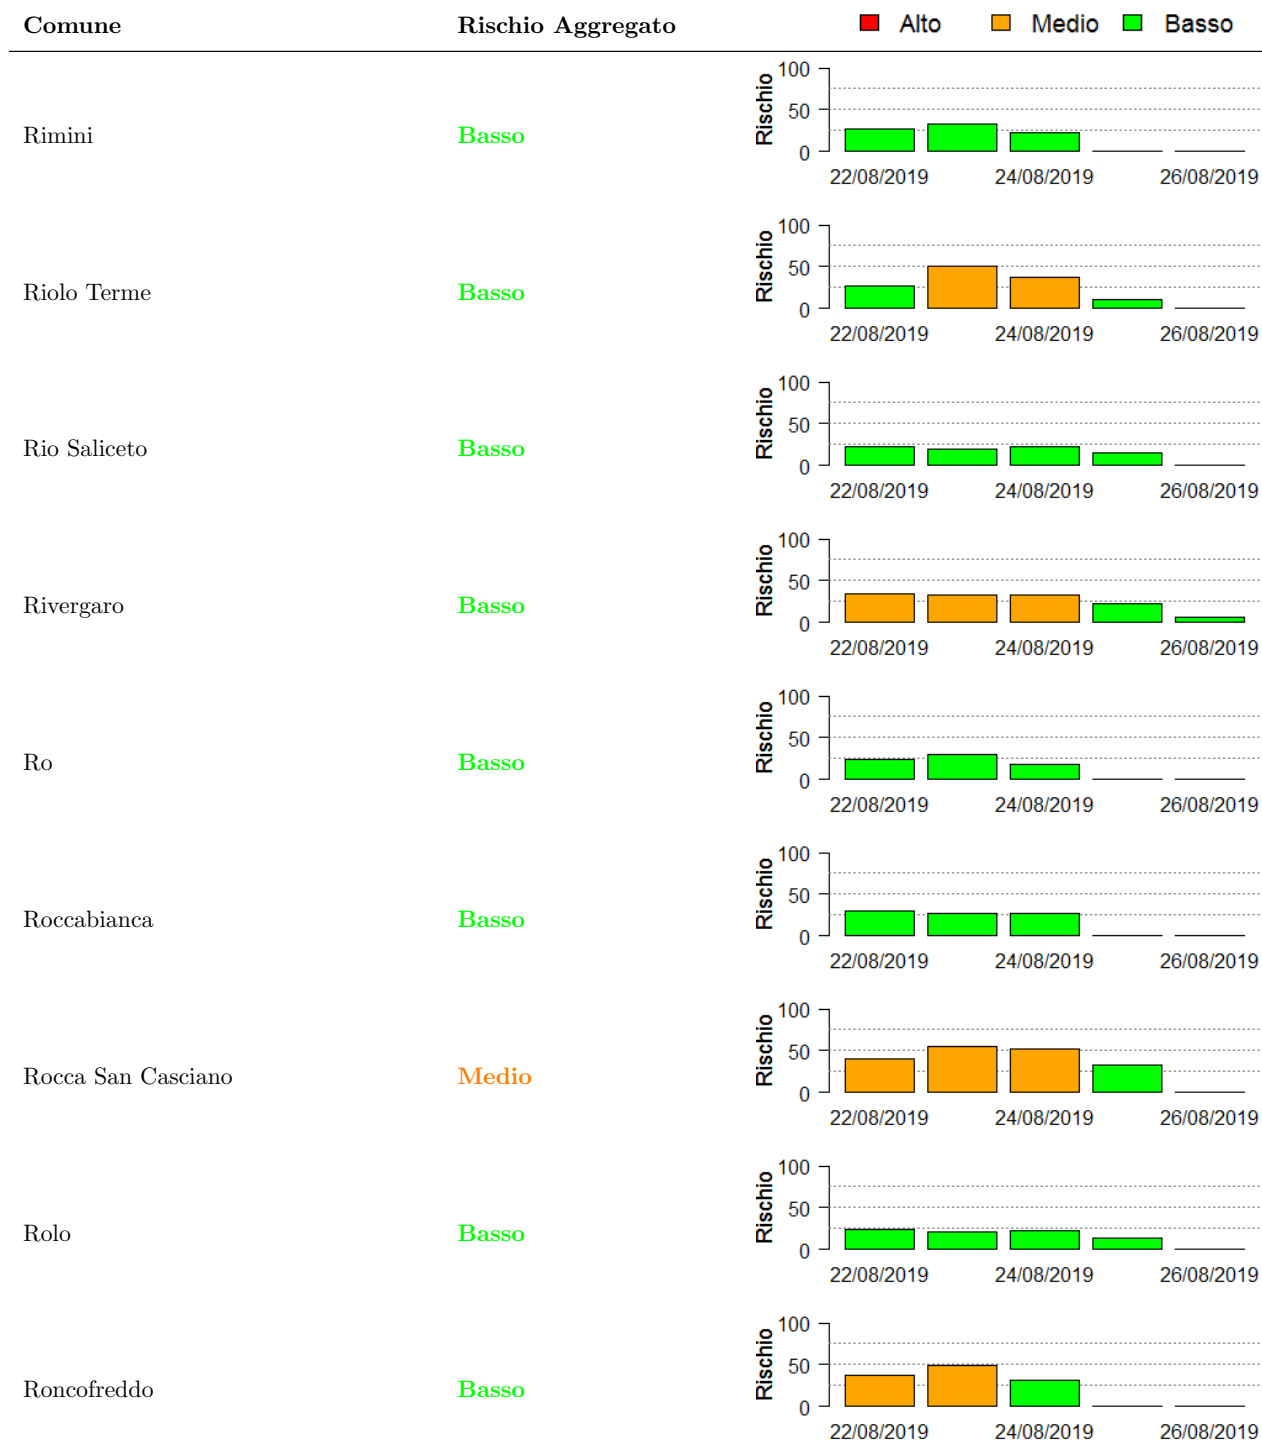 Comune Rischio Aggregato Alto Medio Basso
100
50
0
Rischio
Rimini Basso
22/08/2019 24/08/2019 26/08/2019
100
50
0
Rischio
Riolo Terme Basso
22/08/2019 24/08/2019 26/08/2019
100
50
0
Rischio
Rio Saliceto Basso
22/08/2019 24/08/2019 26/08/2019
100
50
0
Rischio
Rivergaro Basso
22/08/2019 24/08/2019 26/08/2019
100
50
0
Rischio
Ro Basso
22/08/2019 24/08/2019 26/08/2019
100
50
0
Rischio
Roccabianca Basso
22/08/2019 24/08/2019 26/08/2019
100
50
0
Rischio
Rocca San Casciano Medio
22/08/2019 24/08/2019 26/08/2019
100
50
0
Rischio
Rolo Basso
22/08/2019 24/08/2019 26/08/2019
100
50
0
Rischio
Roncofreddo Basso
22/08/2019 24/08/2019 26/08/2019